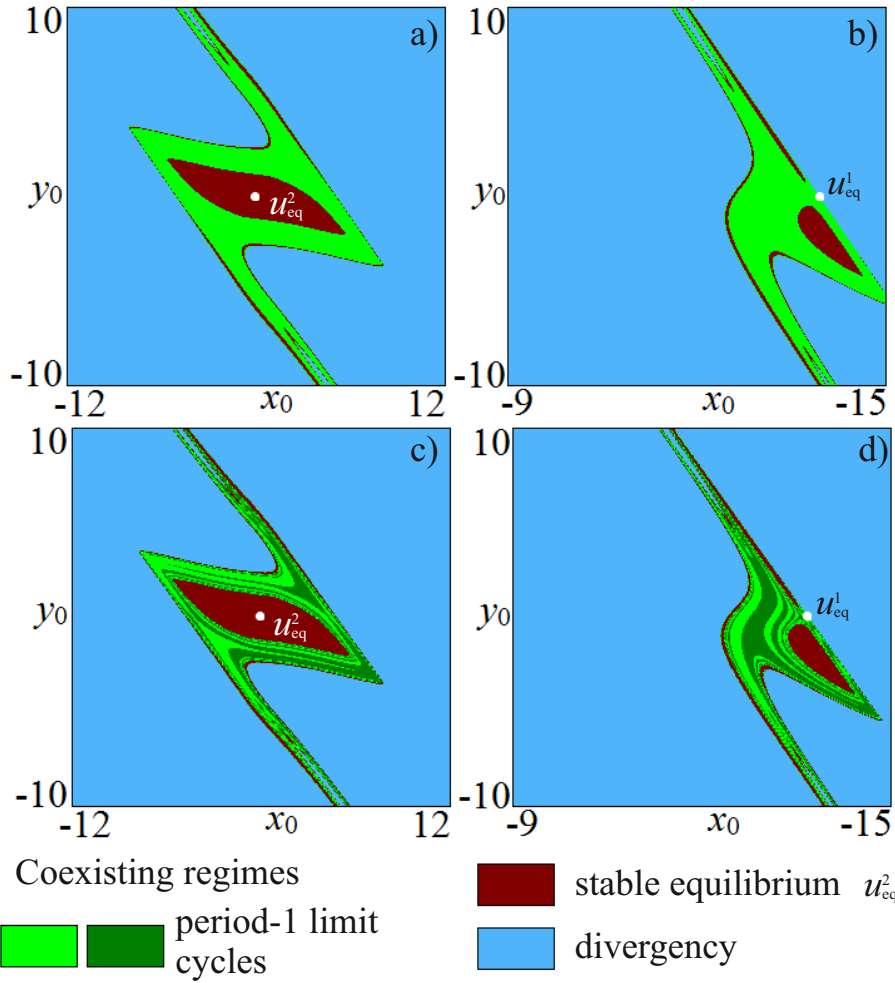 10 a)
y0
u²eq
-10
-12 x0 12
10 b)
y0
u¹eq
-10
-9 x0 -15
10 c)
y0
u²eq
-10
-12 x0 12
10 d)
y0
u¹eq
-10
-9 x0 -15
Coexisting regimes
period-1 limit
cycles
stable equilibrium u²eq
divergency